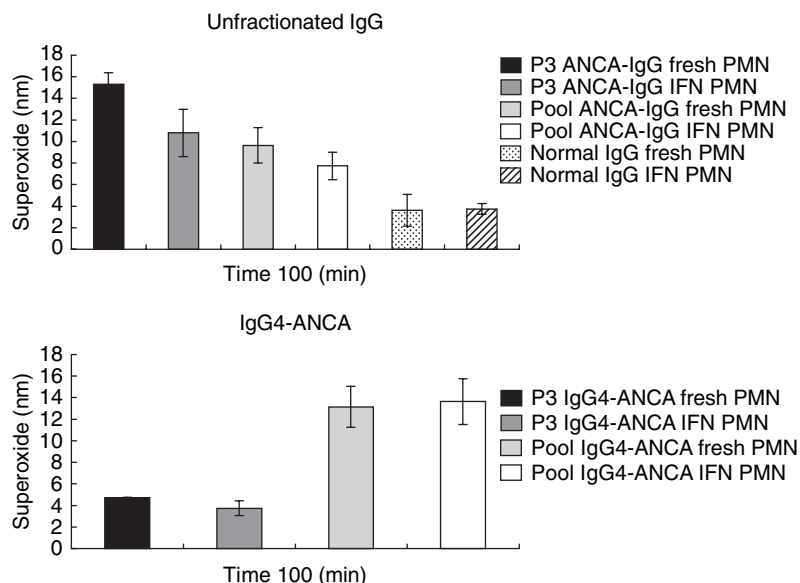 Unfractionated IgG
Superoxide (nm)
18
16
14
12
10
8
6
4
2
0
Time 100 (min)
P3 ANCA-IgG fresh PMN
P3 ANCA-IgG IFN PMN
Pool ANCA-IgG fresh PMN
Pool ANCA-IgG IFN PMN
Normal IgG fresh PMN
Normal IgG IFN PMN
IgG4-ANCA
Superoxide (nm)
18
16
14
12
10
8
6
4
2
0
Time 100 (min)
P3 IgG4-ANCA fresh PMN
P3 IgG4-ANCA IFN PMN
Pool IgG4-ANCA fresh PMN
Pool IgG4-ANCA IFN PMN